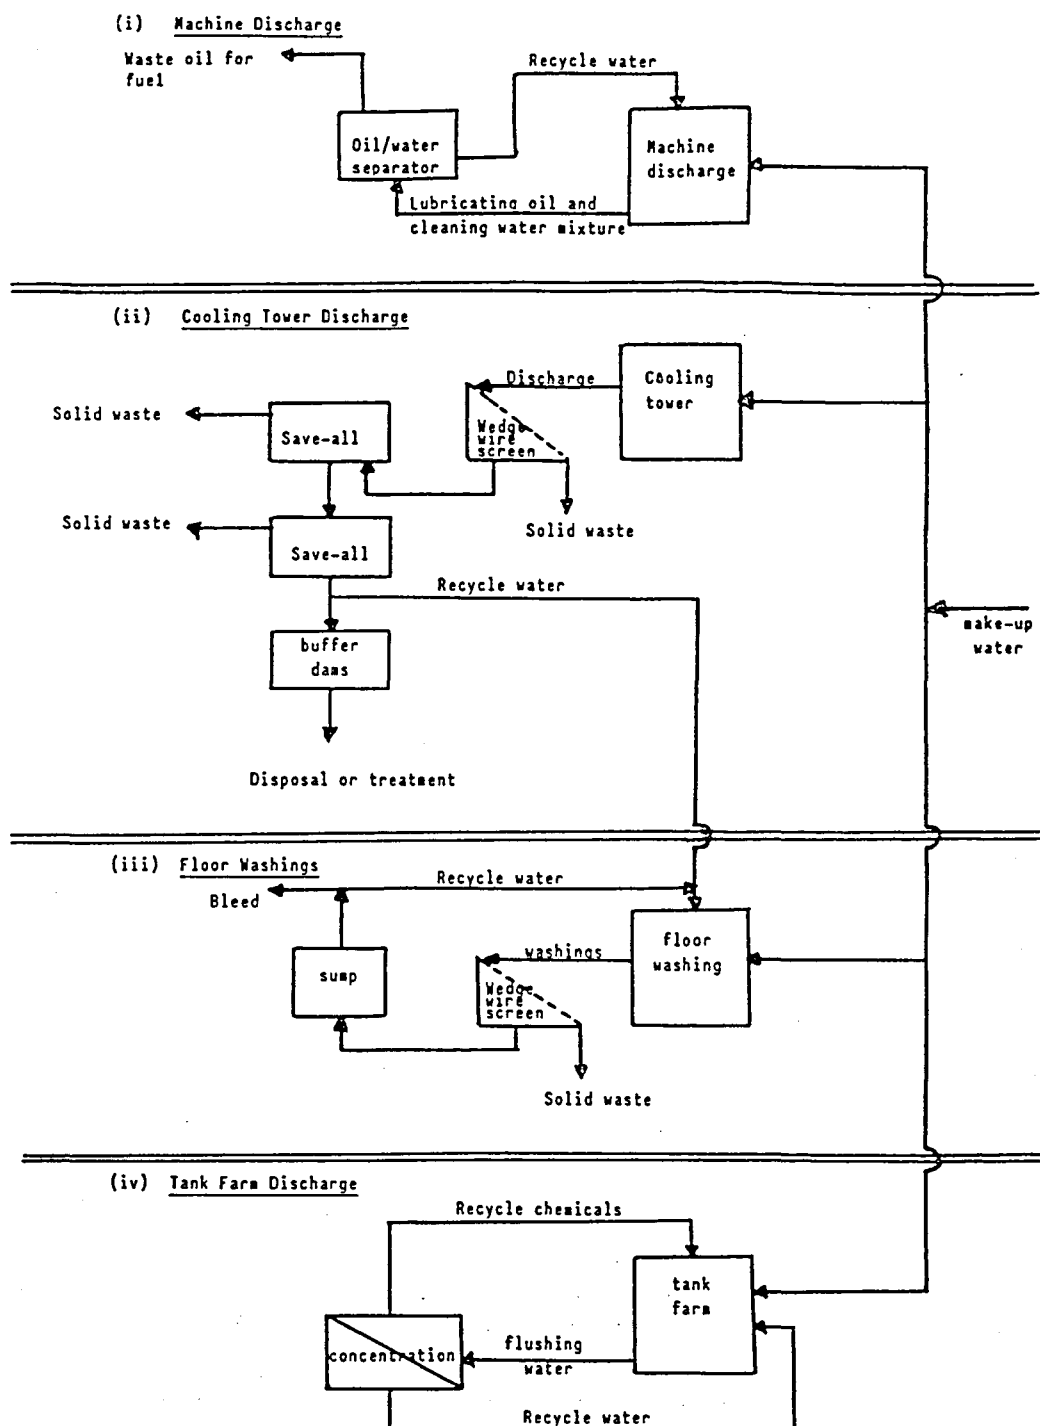 (i) Machine Discharge
Waste oil for
fuel
Recycle water
Oil/water
separator
Machine
discharge
Lubricating oil and
cleaning water mixture
(ii) Cooling Tower Discharge
Discharge
Cooling
tower
Solid waste
Save-all
Wedge
wire
screen
Solid waste
Solid waste
Save-all
Recycle water
make-up
water
buffer
dams
Disposal or treatment
(iii) Floor Washings
Recycle water
Bleed
washings
floor
washing
sump
Wedge
wire
screen
Solid waste
(iv) Tank Farm Discharge
Recycle chemicals
tank
farm
concentration
flushing
water
Recycle water